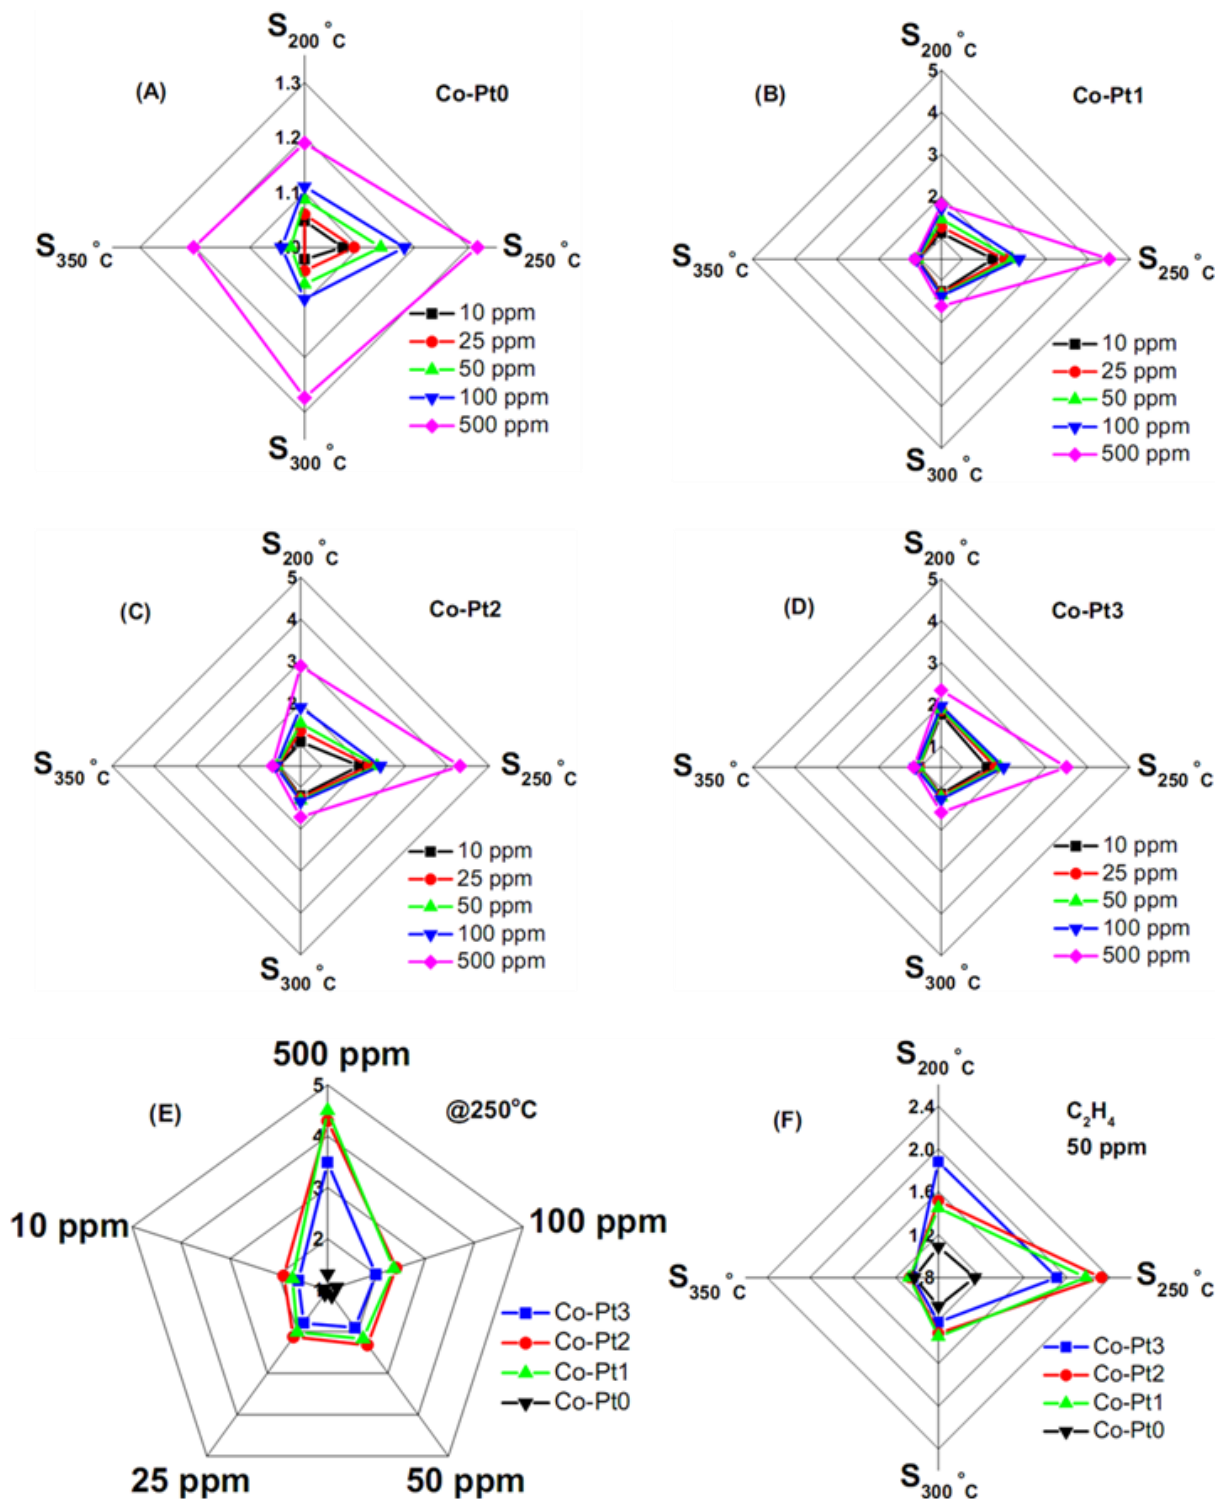 S200 °C
(A)
Co-Pt0
1.3
1.2
1.1
S350 °C
S250 °C
S300 °C
10 ppm
25 ppm
50 ppm
100 ppm
500 ppm
S200 °C
(B)
Co-Pt1
5
4
3
2
S350 °C
S250 °C
S300 °C
10 ppm
25 ppm
50 ppm
100 ppm
500 ppm
S200 °C
(C)
Co-Pt2
5
4
3
S350 °C
S250 °C
S300 °C
10 ppm
25 ppm
50 ppm
100 ppm
500 ppm
S200 °C
(D)
Co-Pt3
5
4
3
2
1
S350 °C
S250 °C
S300 °C
10 ppm
25 ppm
50 ppm
100 ppm
500 ppm
500 ppm
(E)
@250°C
5
4
3
2
10 ppm
100 ppm
25 ppm
50 ppm
Co-Pt3
Co-Pt2
Co-Pt1
Co-Pt0
S200 °C
(F)
C2H4
50 ppm
2.4
2.0
1.6
1.2
S350 °C
S250 °C
S300 °C
Co-Pt3
Co-Pt2
Co-Pt1
Co-Pt0